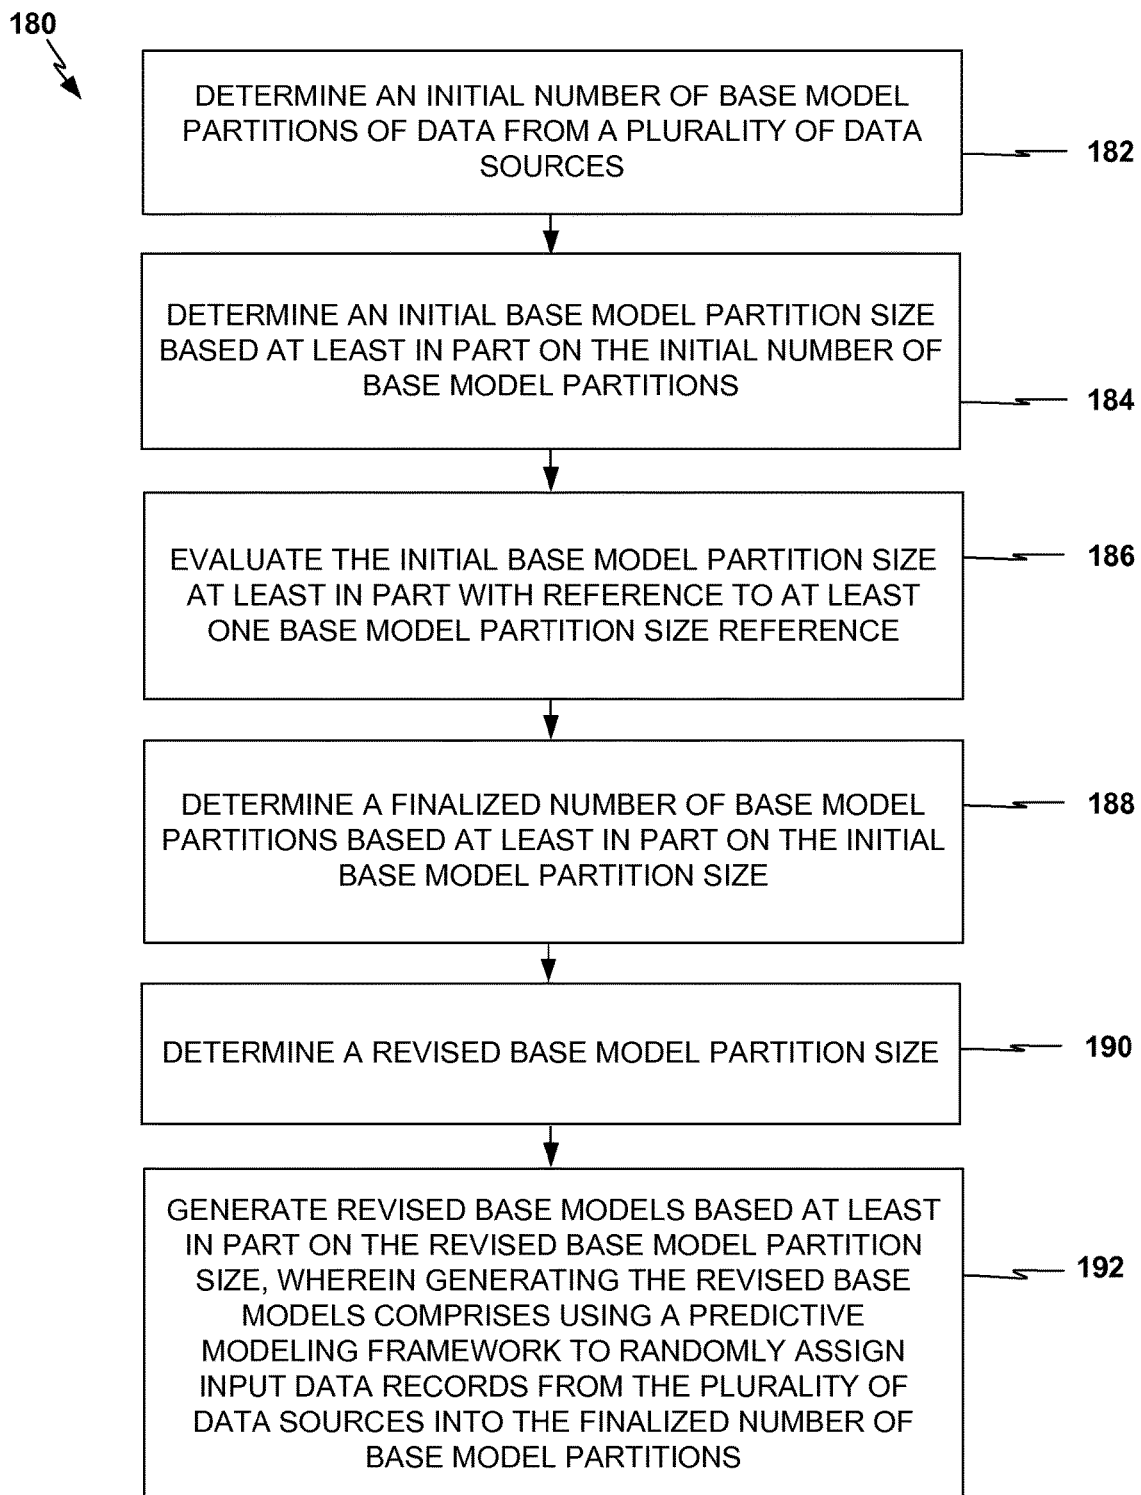 180
DETERMINE AN INITIAL NUMBER OF BASE MODEL
PARTITIONS OF DATA FROM A PLURALITY OF DATA
SOURCES
182
DETERMINE AN INITIAL BASE MODEL PARTITION SIZE
BASED AT LEAST IN PART ON THE INITIAL NUMBER OF
BASE MODEL PARTITIONS
184
EVALUATE THE INITIAL BASE MODEL PARTITION SIZE
AT LEAST IN PART WITH REFERENCE TO AT LEAST
ONE BASE MODEL PARTITION SIZE REFERENCE
186
DETERMINE A FINALIZED NUMBER OF BASE MODEL
PARTITIONS BASED AT LEAST IN PART ON THE INITIAL
BASE MODEL PARTITION SIZE
188
DETERMINE A REVISED BASE MODEL PARTITION SIZE
190
GENERATE REVISED BASE MODELS BASED AT LEAST
IN PART ON THE REVISED BASE MODEL PARTITION
SIZE, WHEREIN GENERATING THE REVISED BASE
MODELS COMPRISES USING A PREDICTIVE
MODELING FRAMEWORK TO RANDOMLY ASSIGN
INPUT DATA RECORDS FROM THE PLURALITY OF
DATA SOURCES INTO THE FINALIZED NUMBER OF
BASE MODEL PARTITIONS
192